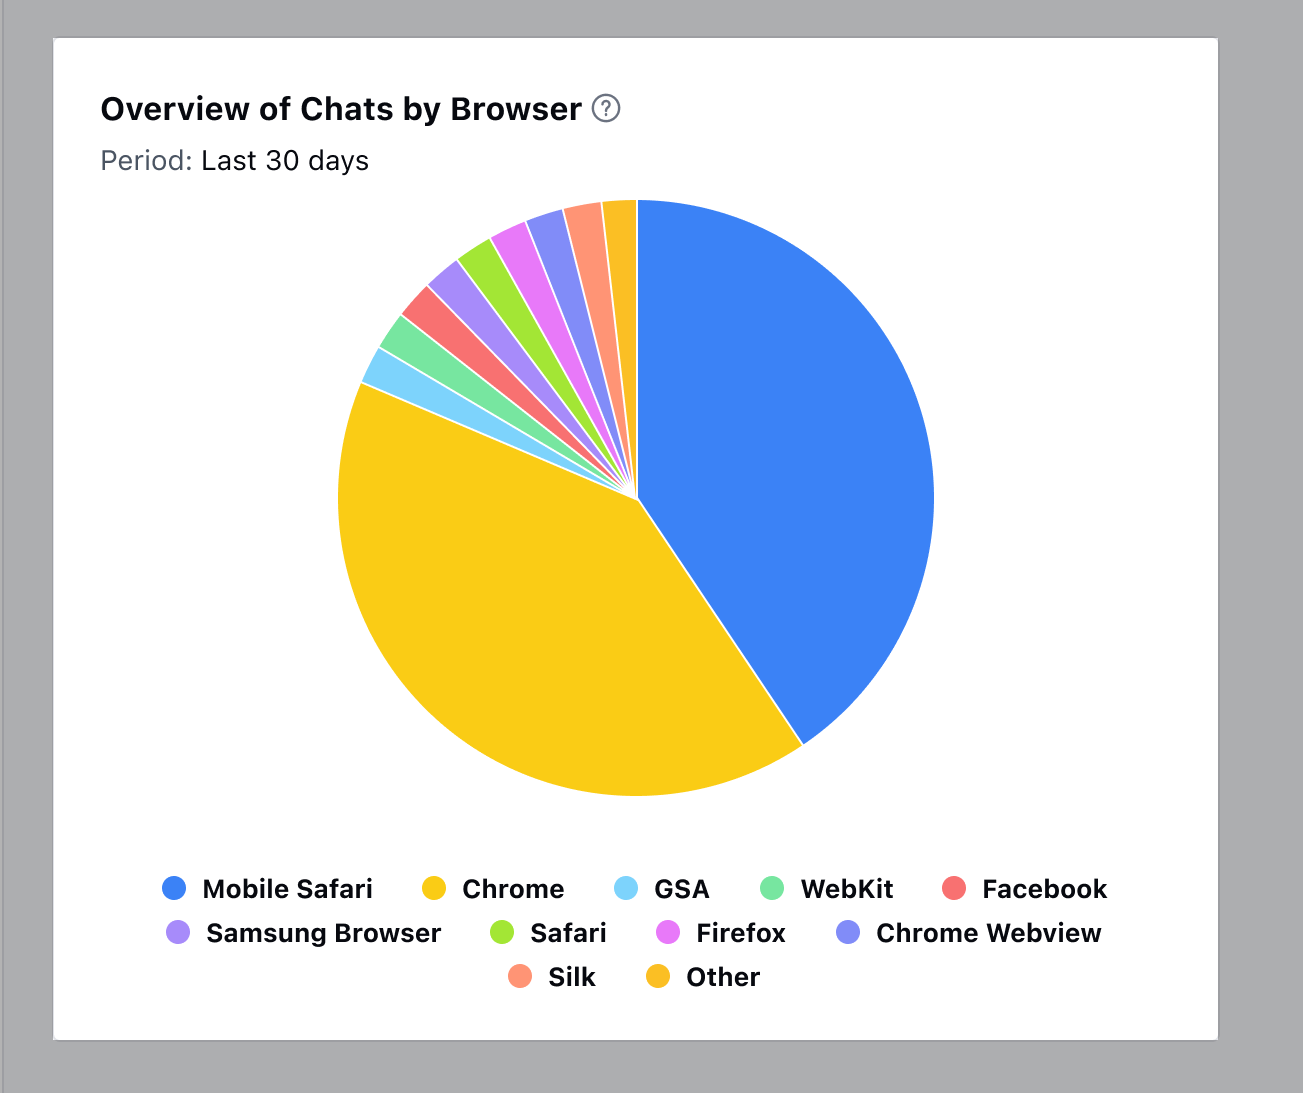 Overview of Chats by Browser ?
Period: Last 30 days
Mobile Safari Chrome GSA WebKit Facebook
Samsung Browser Safari Firefox Chrome Webview
Silk Other